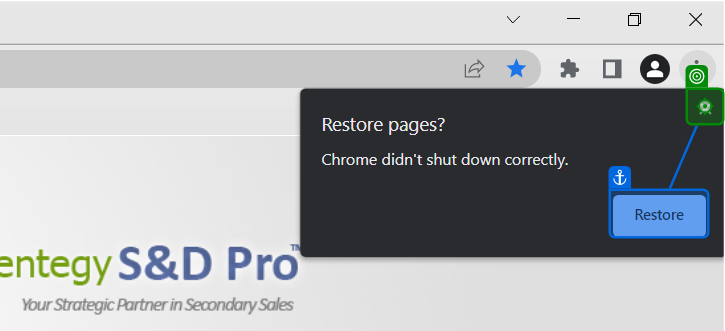 Restore pages?
Chrome didn't shut down correctly.
Restore
entegy S&D Pro™
Your Strategic Partner in Secondary Sales